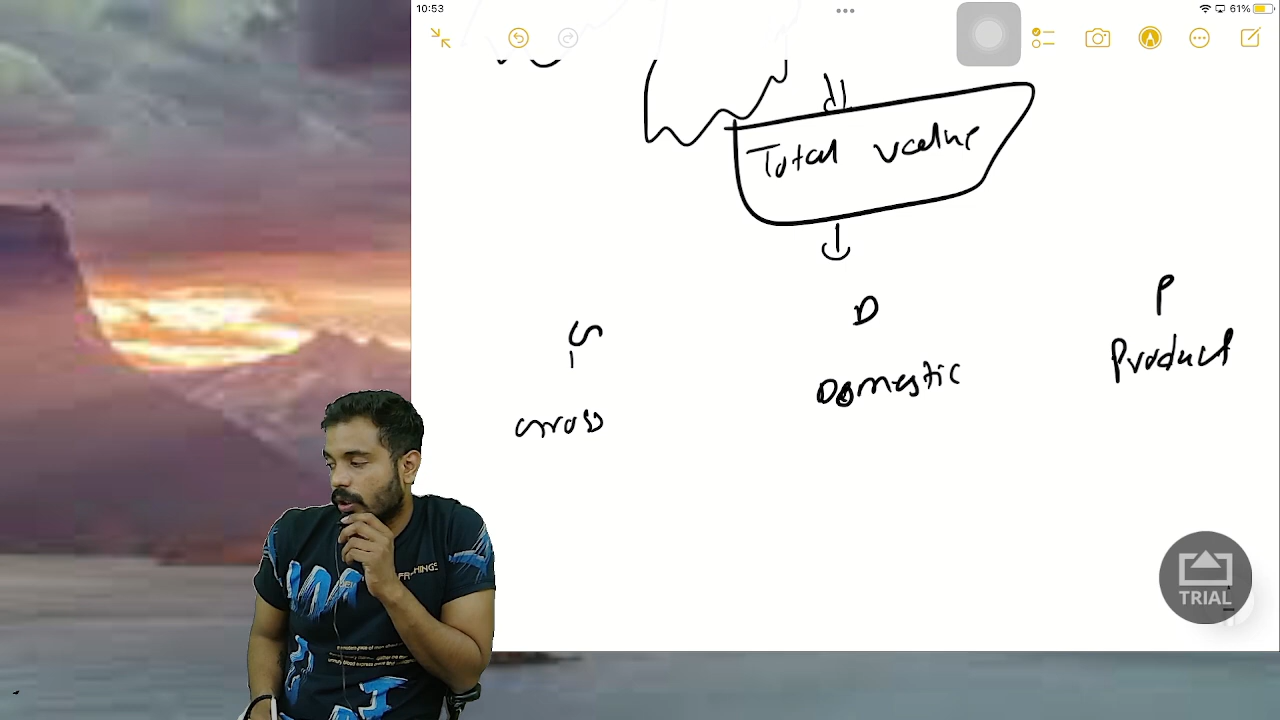 10:53
61%
Total value
G
D
P
Gross
Domestic
Product
TRIAL